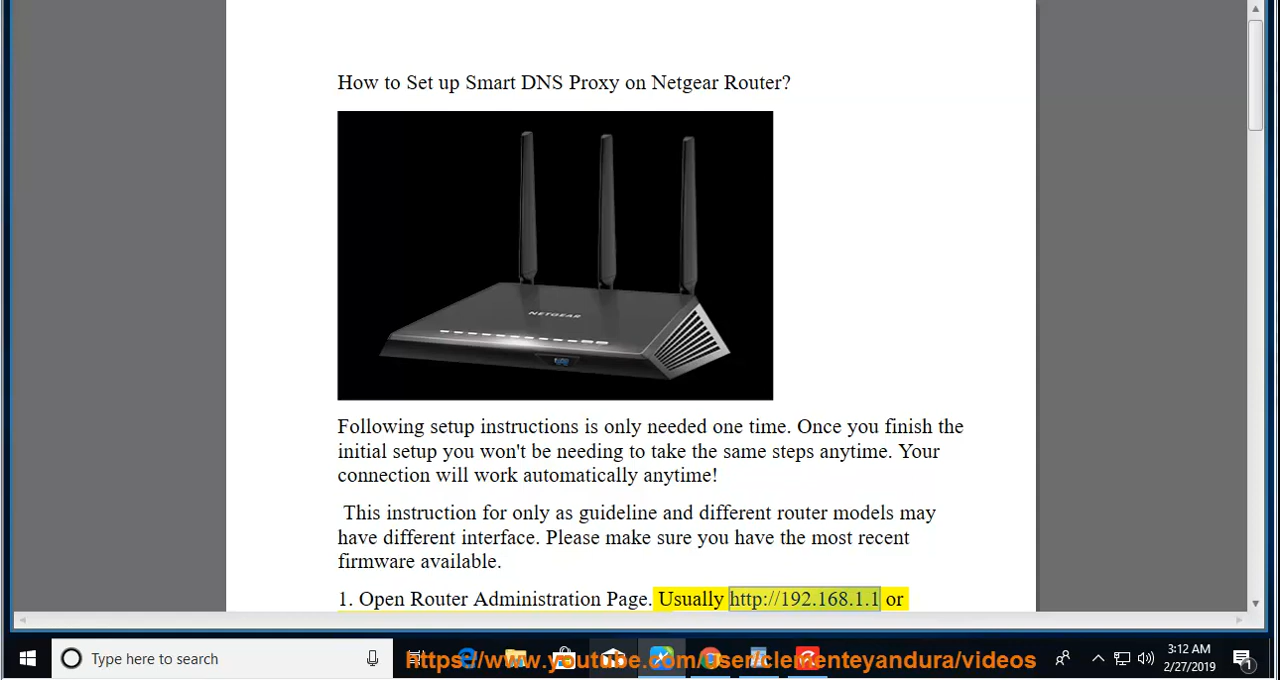 How to Set up Smart DNS Proxy on Netgear Router?
NETGEAR
Following setup instructions is only needed one time. Once you finish the
initial setup you won't be needing to take the same steps anytime. Your
connection will work automatically anytime!
This instruction for only as guideline and different router models may
have different interface. Please make sure you have the most recent
firmware available.
1. Open Router Administration Page. Usually http://192.168.1.1 or
Type here to search
https://www.youtube.com/user/clementeyandura/videos
3:12 AM
2/27/2019
1